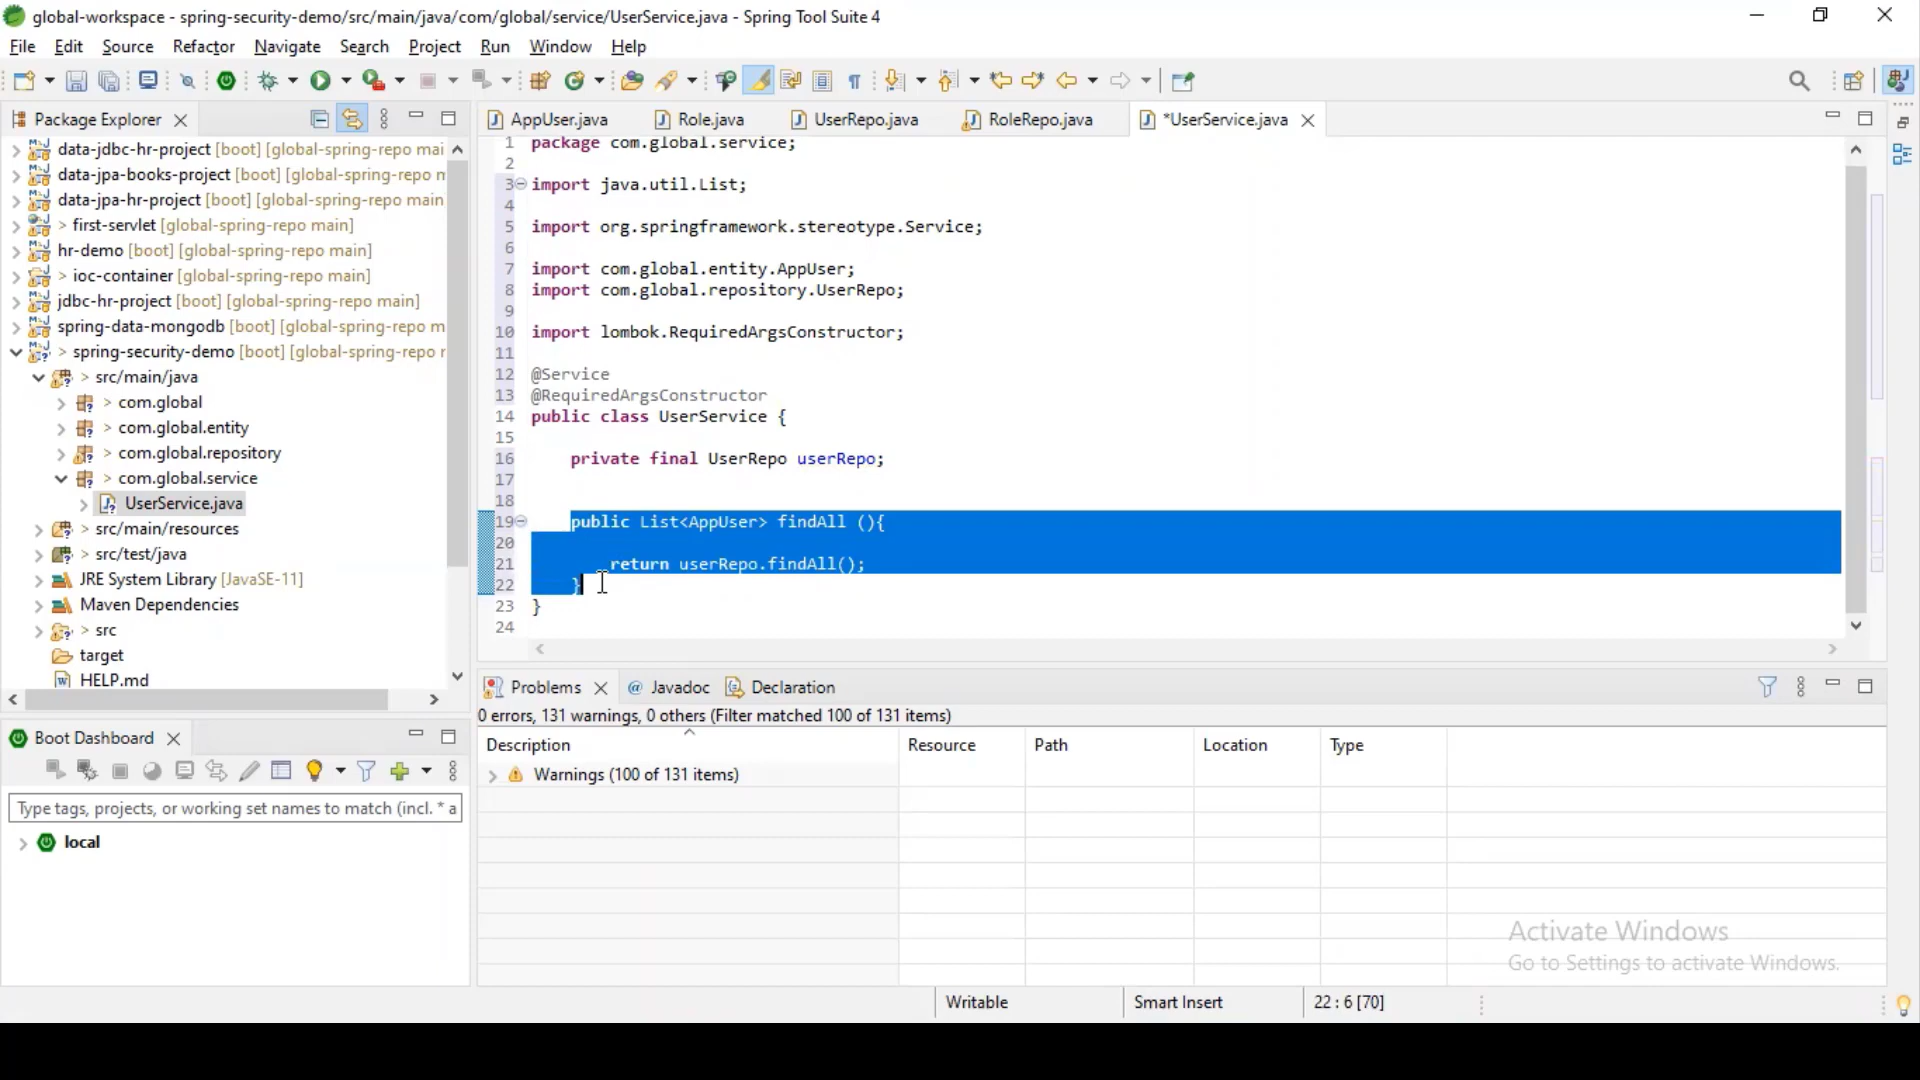 global-workspace - spring-security-demo/src/main/java/com/global/service/UserService.java - Spring Tool Suite 4
File Edit Source Refactor Navigate Search Project Run Window Help
Package Explorer
data-jdbc-hr-project [boot] [global-spring-repo mai
data-jpa-books-project [boot] [global-spring-repo m
data-jpa-hr-project [boot] [global-spring-repo main
> first-servlet [global-spring-repo main]
hr-demo [boot] [global-spring-repo main]
> ioc-container [global-spring-repo main]
jdbc-hr-project [boot] [global-spring-repo main]
spring-data-mongodb [boot] [global-spring-repo m
> spring-security-demo [boot] [global-spring-repo r
> src/main/java
> com.global
> com.global.entity
> com.global.repository
> com.global.service
UserService.java
> src/main/resources
> src/test/java
JRE System Library [JavaSE-11]
Maven Dependencies
> src
target
HELP.md
AppUser.java Role.java UserRepo.java RoleRepo.java *UserService.java
1 package com.global.service;
2
3 import java.util.List;
4
5 import org.springframework.stereotype.Service;
6
7 import com.global.entity.AppUser;
8 import com.global.repository.UserRepo;
9
10 import lombok.RequiredArgsConstructor;
11
12 @Service
13 @RequiredArgsConstructor
14 public class UserService {
15
16 private final UserRepo userRepo;
17
18
19 public List<AppUser> findAll (){
20
21 return userRepo.findAll();
22 }
23 }
24
Boot Dashboard
Type tags, projects, or working set names to match (incl. * a
local
Problems @ Javadoc Declaration
0 errors, 131 warnings, 0 others (Filter matched 100 of 131 items)
Description Resource Path Location Type
Warnings (100 of 131 items)
Activate Windows
Go to Settings to activate Windows.
Writable Smart Insert 22 : 6 [70]